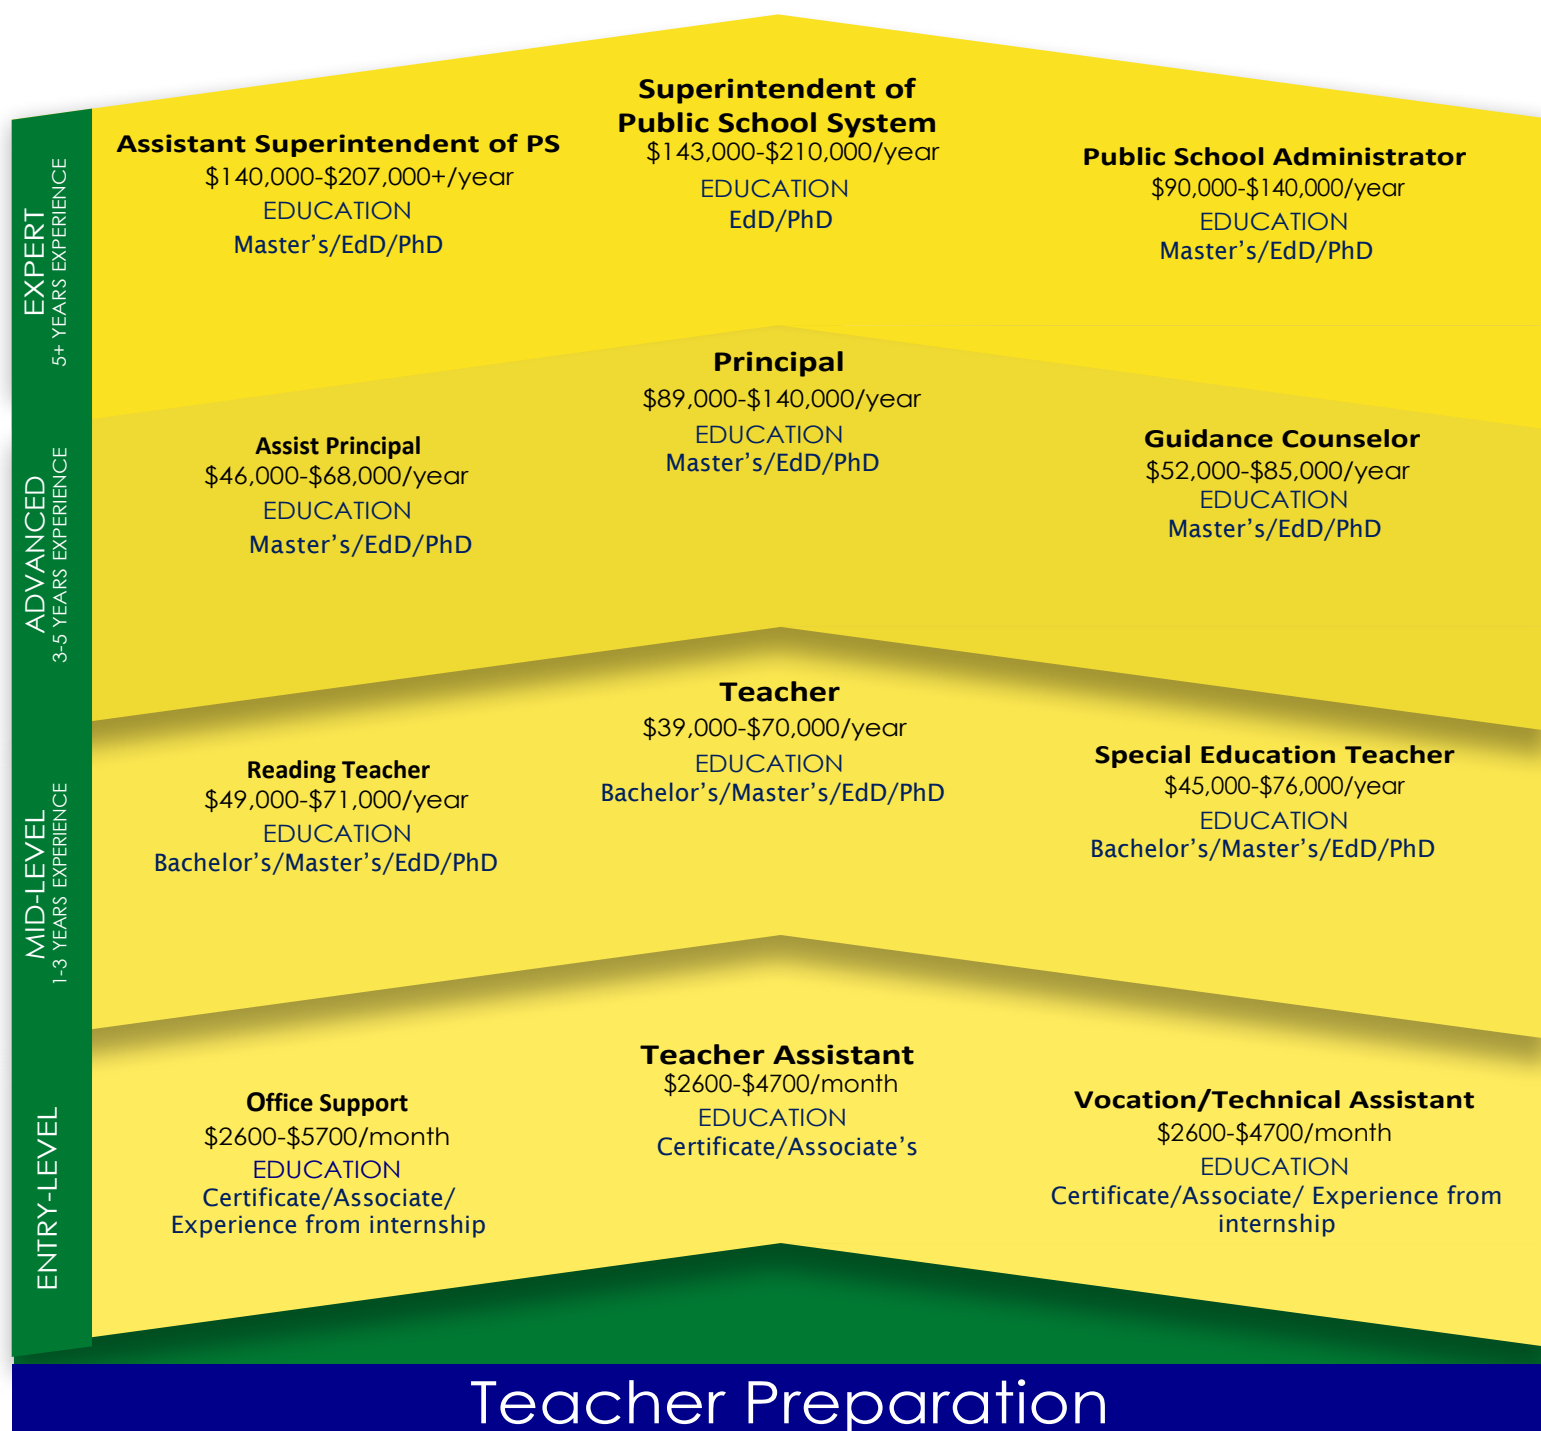 EXPERT
5+ YEARS EXPERIENCE
Assistant Superintendent of PS
$140,000-$207,000+/year
EDUCATION
Master’s/EdD/PhD
Superintendent of
Public School System
$143,000-$210,000/year
EDUCATION
EdD/PhD
Public School Administrator
$90,000-$140,000/year
EDUCATION
Master’s/EdD/PhD
ADVANCED
3-5 YEARS EXPERIENCE
Assist Principal
$46,000-$68,000/year
EDUCATION
Master’s/EdD/PhD
Principal
$89,000-$140,000/year
EDUCATION
Master’s/EdD/PhD
Guidance Counselor
$52,000-$85,000/year
EDUCATION
Master’s/EdD/PhD
MID-LEVEL
1-3 YEARS EXPERIENCE
Reading Teacher
$49,000-$71,000/year
EDUCATION
Bachelor’s/Master’s/EdD/PhD
Teacher
$39,000-$70,000/year
EDUCATION
Bachelor’s/Master’s/EdD/PhD
Special Education Teacher
$45,000-$76,000/year
EDUCATION
Bachelor’s/Master’s/EdD/PhD
ENTRY-LEVEL
Office Support
$2600-$5700/month
EDUCATION
Certificate/Associate/
Experience from internship
Teacher Assistant
$2600-$4700/month
EDUCATION
Certificate/Associate’s
Vocation/Technical Assistant
$2600-$4700/month
EDUCATION
Certificate/Associate/ Experience from
internship
Teacher Preparation